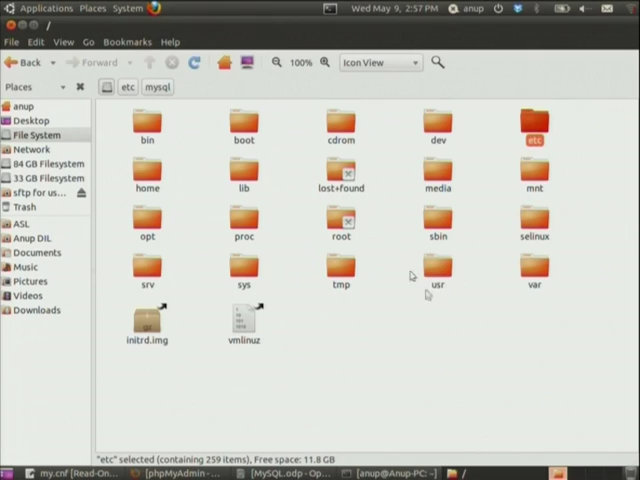 Anupions Places System Wed May 9, 2:57 PM anup
/
File Edit View Go Bookmarks Help
Back Forward 100% Icon View
Places etc mysql
anup
Desktop
File System
Network
84 GB Filesystem
33 GB Filesystem
sftp for us...
Trash
ASL
Anup DIL
Documents
Music
Pictures
Videos
Downloads
bin boot cdrom dev etc
home lib lost+found media mnt
opt proc root sbin selinux
srv sys tmp usr var
initrd.img vmlinuz
"etc" selected (containing 259 items), Free space: 11.8 GB
my.cnf [Read-On... [phpMyAdmin -... [MySQL.odp - Op... [anup@Anup-PC: ~] /